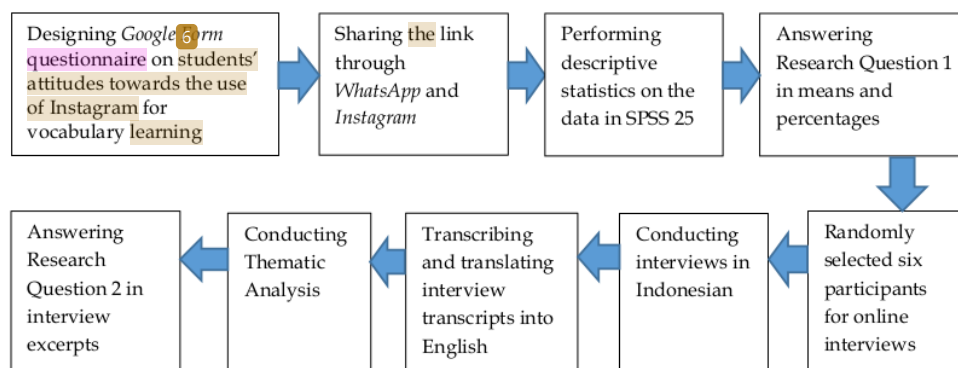 Designing Google Form
6
questionnaire on students'
attitudes towards the use
of Instagram for
vocabulary learning
Sharing the link
through
WhatsApp and
Instagram
Performing
descriptive
statistics on the
data in SPSS 25
Answering
Research Question 1
in means and
percentages
Randomly
selected six
participants
for online
interviews
Conducting
interviews in
Indonesian
Transcribing
and translating
interview
transcripts into
English
Conducting
Thematic
Analysis
Answering
Research
Question 2 in
interview
excerpts